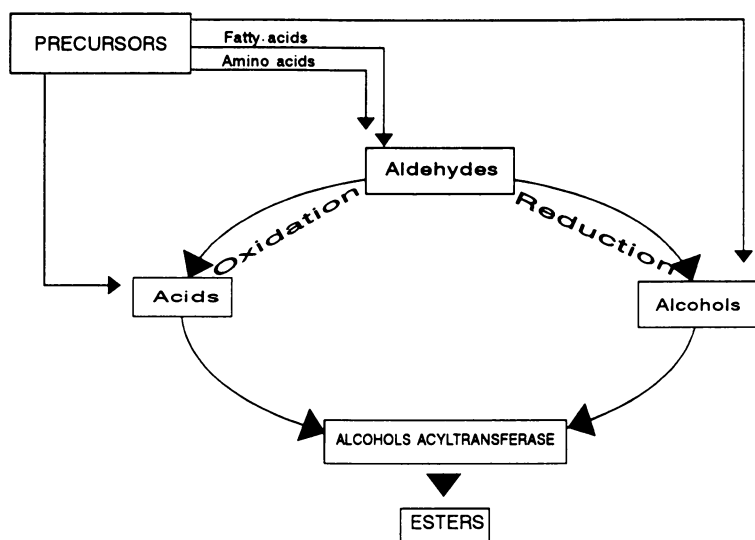 PRECURSORS
Fatty acids
Amino acids
Aldehydes
Oxidation
Reduction
Acids
Alcohols
ALCOHOLS ACYLTRANSFERASE
ESTERS